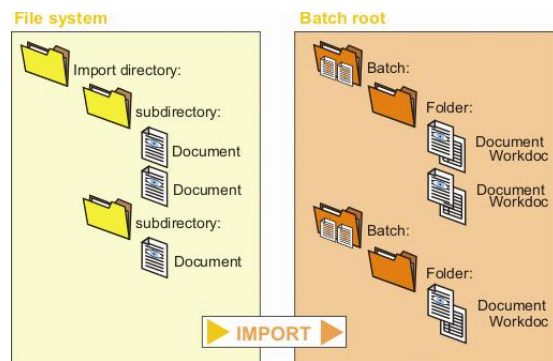 File system
Import directory:
subdirectory:
Document
Document
subdirectory:
Document
Batch root
Batch:
Folder:
Document
Workdoc
Document
Workdoc
Batch:
Folder:
Document
Workdoc
IMPORT